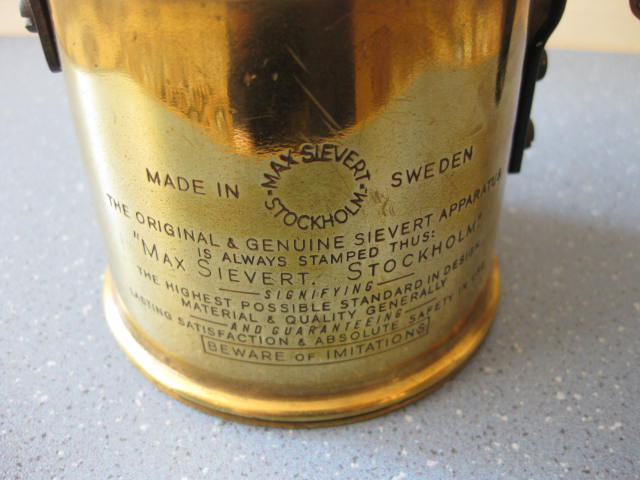 MADE IN MAX SIEVERT STOCKHOLM SWEDEN
THE ORIGINAL & GENUINE SIEVERT APPARATUS
IS ALWAYS STAMPED THUS:
"MAX SIEVERT. STOCKHOLM"
SIGNIFYING
THE HIGHEST POSSIBLE STANDARD IN DESIGN,
MATERIAL & QUALITY GENERALLY
AND GUARANTEEING
LASTING SATISFACTION & ABSOLUTE SAFETY IN USE
BEWARE OF IMITATIONS